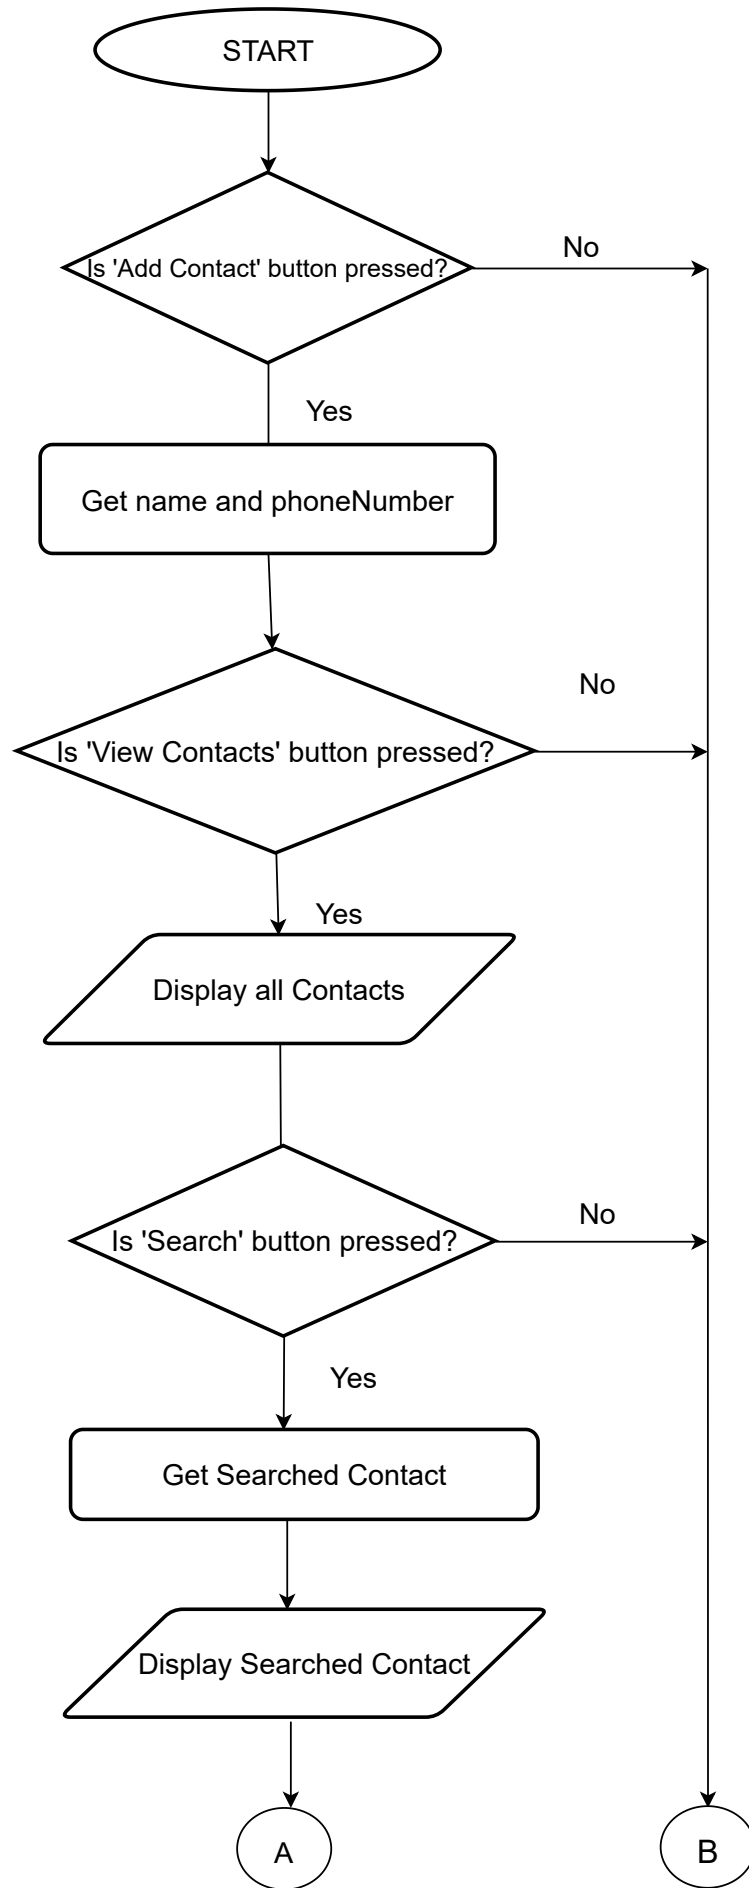 START
Is 'Add Contact' button pressed?
No
Yes
Get name and phoneNumber
No
Is 'View Contacts' button pressed?
Yes
Display all Contacts
No
Is 'Search' button pressed?
Yes
Get Searched Contact
Display Searched Contact
A
B